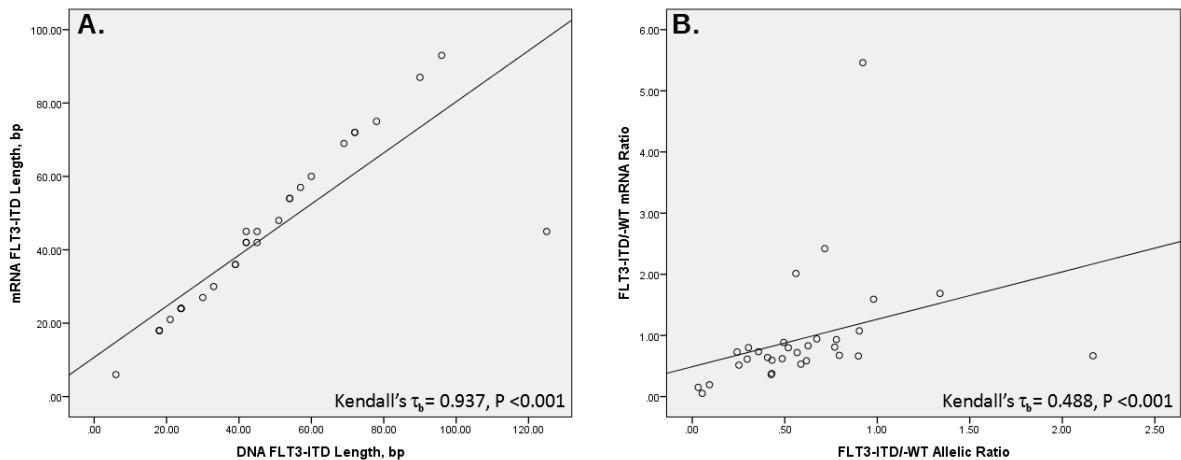 A.
100.00
80.00
60.00
40.00
20.00
.00
mRNA FLT3-ITD Length, bp
Kendall's τb= 0.937, P <0.001
.00 20.00 40.00 60.00 80.00 100.00 120.00
DNA FLT3-ITD Length, bp
B.
6.00
5.00
4.00
3.00
2.00
1.00
.00
FLT3-ITD/-WT mRNA Ratio
Kendall's τb= 0.488, P <0.001
.00 .50 1.00 1.50 2.00 2.50
FLT3-ITD/-WT Allelic Ratio